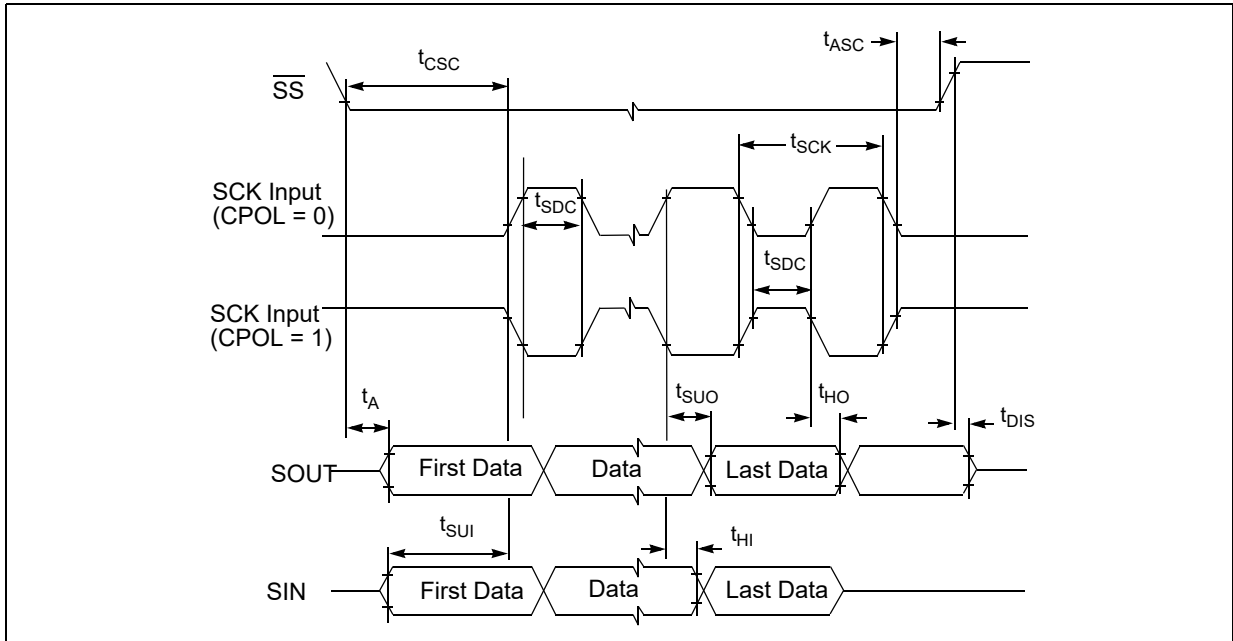 tASC
tCSC
SS
tSCK
SCK Input
(CPOL = 0)
tSDC
tSDC
SCK Input
(CPOL = 1)
tA
tSUO
tHO
tDIS
SOUT
First Data
Data
Last Data
tSUI
tHI
SIN
First Data
Data
Last Data